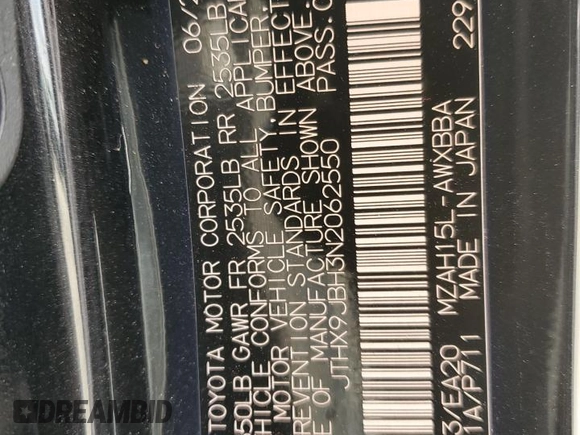 TOYOTA MOTOR CORPORATION 06/2
50LB GAWR FR 2535LB RR 2535LB
HICLE CONFORMS TO ALL APPLICA
MOTOR VEHICLE SAFETY, BUMPER
REVENTION STANDARDS IN EFFECT
E OF MANUFACTURE SHOWN ABOVE.
JTHX9JBH3N2062550 PASS.C
3/EA20 MZAH15L-AWXBBA 229
1A/P711 MADE IN JAPAN
DREAMBID